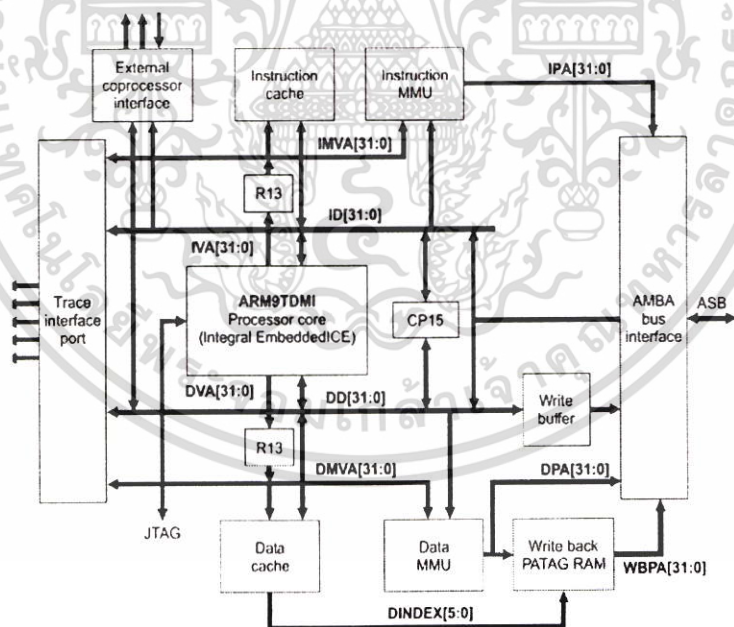 External
coprocessor
interface
Instruction
cache
Instruction
MMU
IPA[31:0]
IMVA[31:0]
R13
ID[31:0]
IVA[31:0]
Trace
interface
port
ARM9TDMI
Processor core
(Integral EmbeddedICE)
CP15
AMBA
bus
interface
ASB
DVA[31:0]
DD[31:0]
Write
buffer
R13
DMVA[31:0]
DPA[31:0]
JTAG
Data
cache
Data
MMU
Write back
PATAG RAM
WBPA[31:0]
DINDEX[5:0]